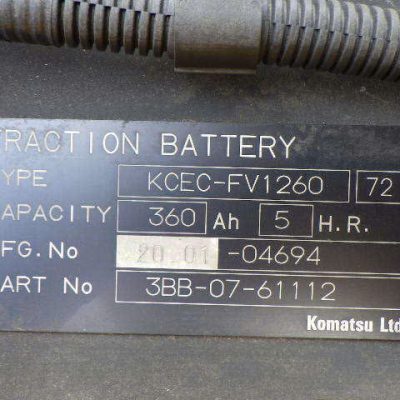 TRACTION BATTERY
TYPE KCEC-FV1260 72
CAPACITY 360 Ah 5 H.R.
MFG.No 20 01 -04694
PART No 3BB-07-61112
Komatsu Ltd